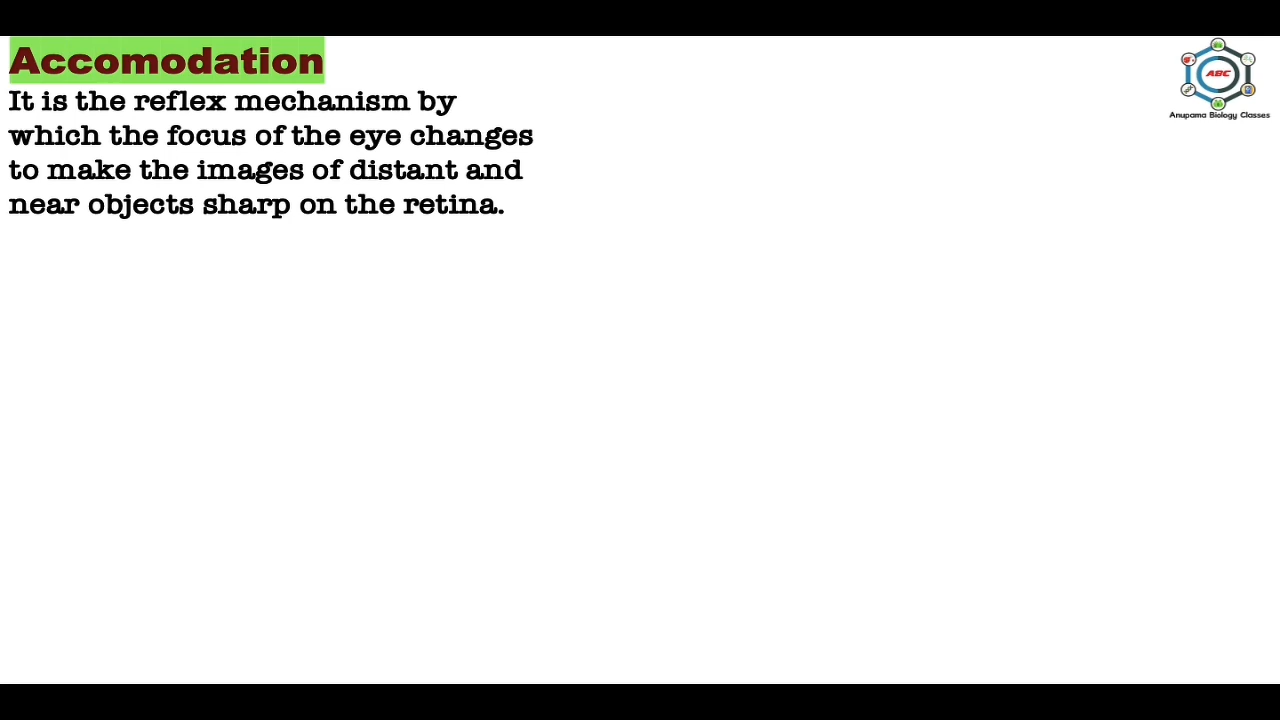 Accomodation
It is the reflex mechanism by
which the focus of the eye changes
to make the images of distant and
near objects sharp on the retina.
ABC
Anupama Biology Classes